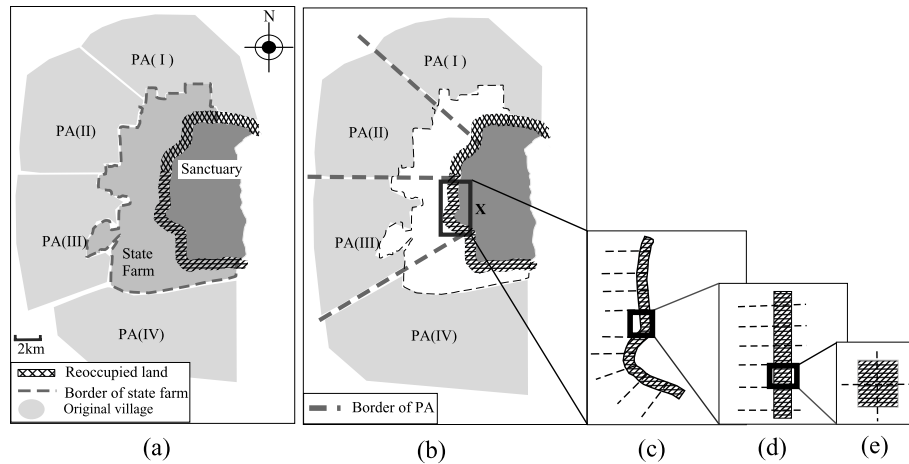 N
PA( I )
PA(II)
Sanctuary
PA(III)
State
Farm
PA(IV)
2km
Reoccupied land
Border of state farm
Original village
(a)
PA( I )
PA(II)
X
PA(III)
PA(IV)
Border of PA
(b)
(c)
(d)
(e)